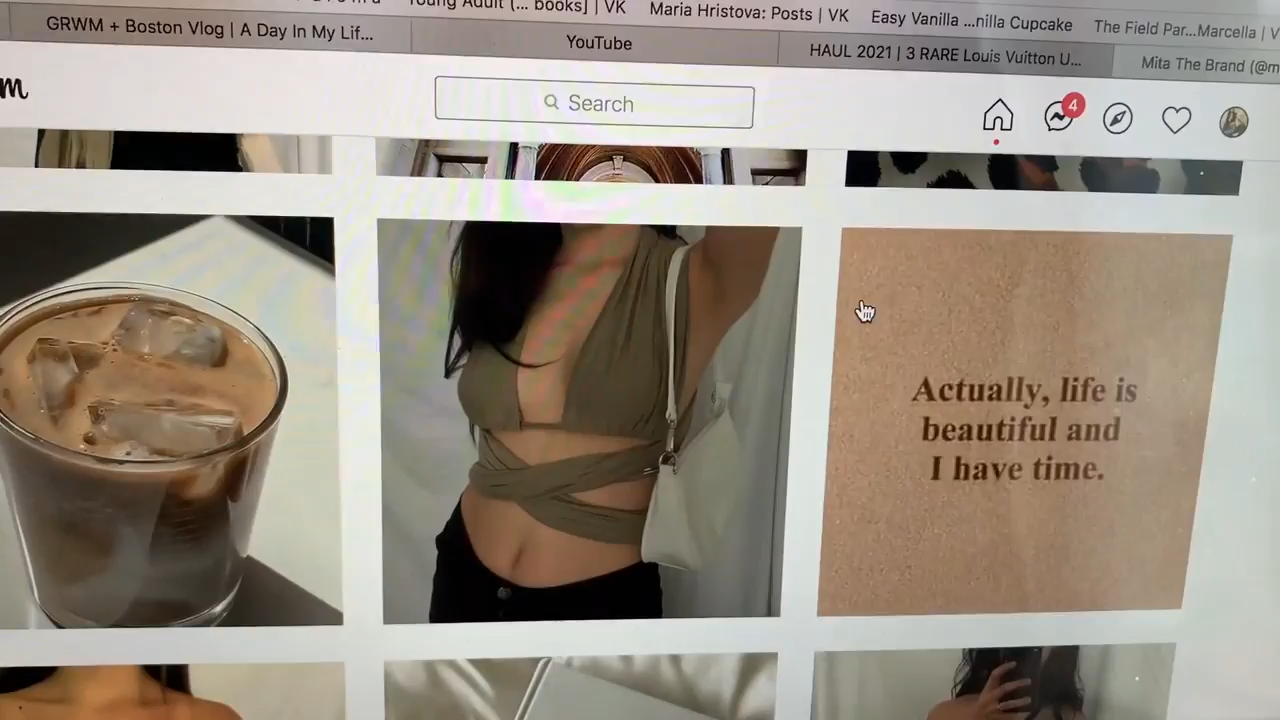 Young Adult (... books] | VK
Maria Hristova: Posts | VK
Easy Vanilla ...nilla Cupcake
The Field Par...Marcella | V
GRWM + Boston Vlog | A Day In My Lif...
YouTube
HAUL 2021 | 3 RARE Louis Vuitton U...
Mita The Brand (@m
m
Search
4
Actually, life is
beautiful and
I have time.